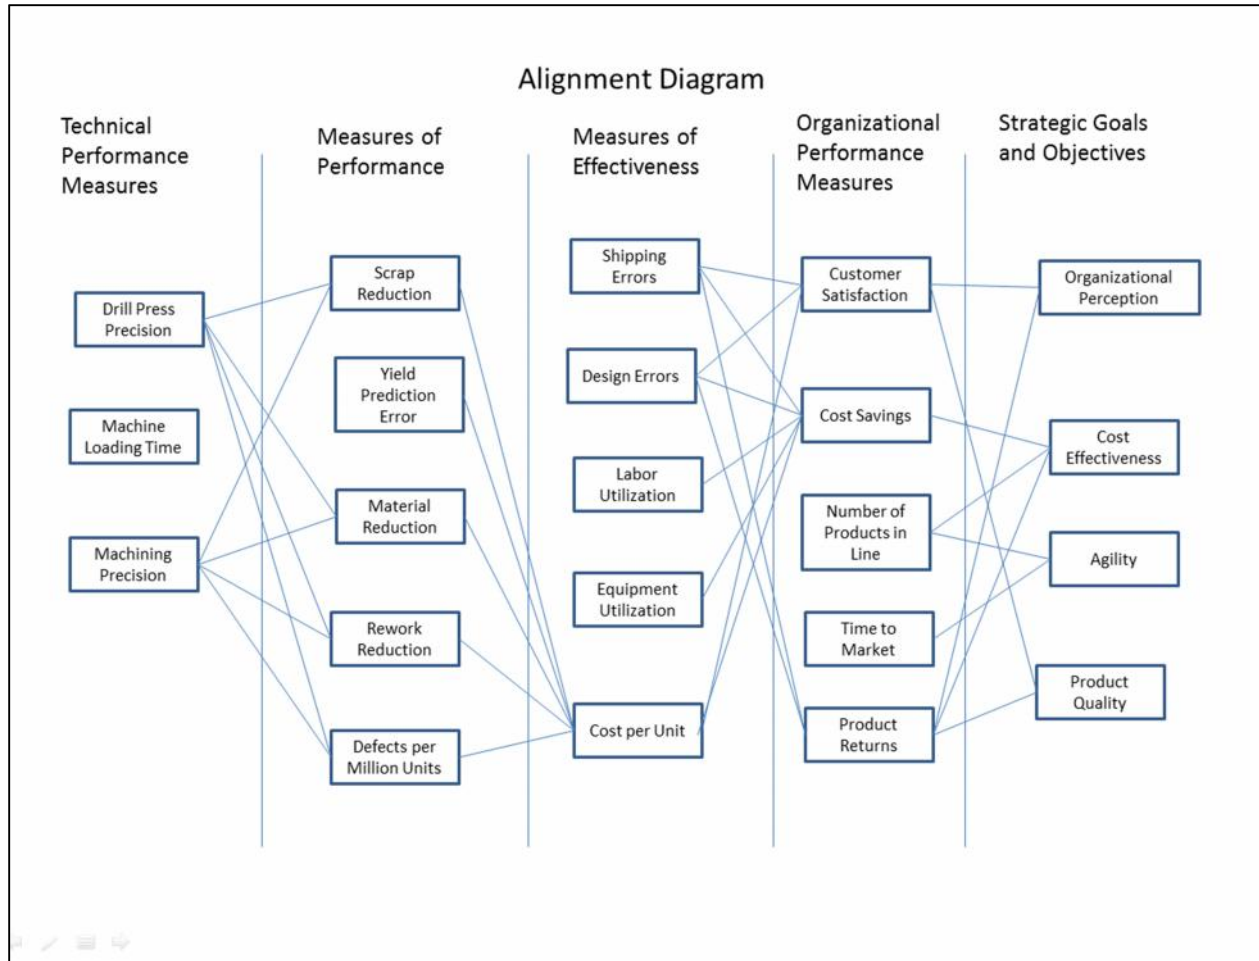 Alignment Diagram
Technical
Performance
Measures
Measures of
Performance
Measures of
Effectiveness
Organizational
Performance
Measures
Strategic Goals
and Objectives
Drill Press
Precision
Machine
Loading Time
Machining
Precision
Scrap
Reduction
Yield
Prediction
Error
Material
Reduction
Rework
Reduction
Defects per
Million Units
Shipping
Errors
Design Errors
Labor
Utilization
Equipment
Utilization
Cost per Unit
Customer
Satisfaction
Cost Savings
Number of
Products in
Line
Time to
Market
Product
Returns
Organizational
Perception
Cost
Effectiveness
Agility
Product
Quality